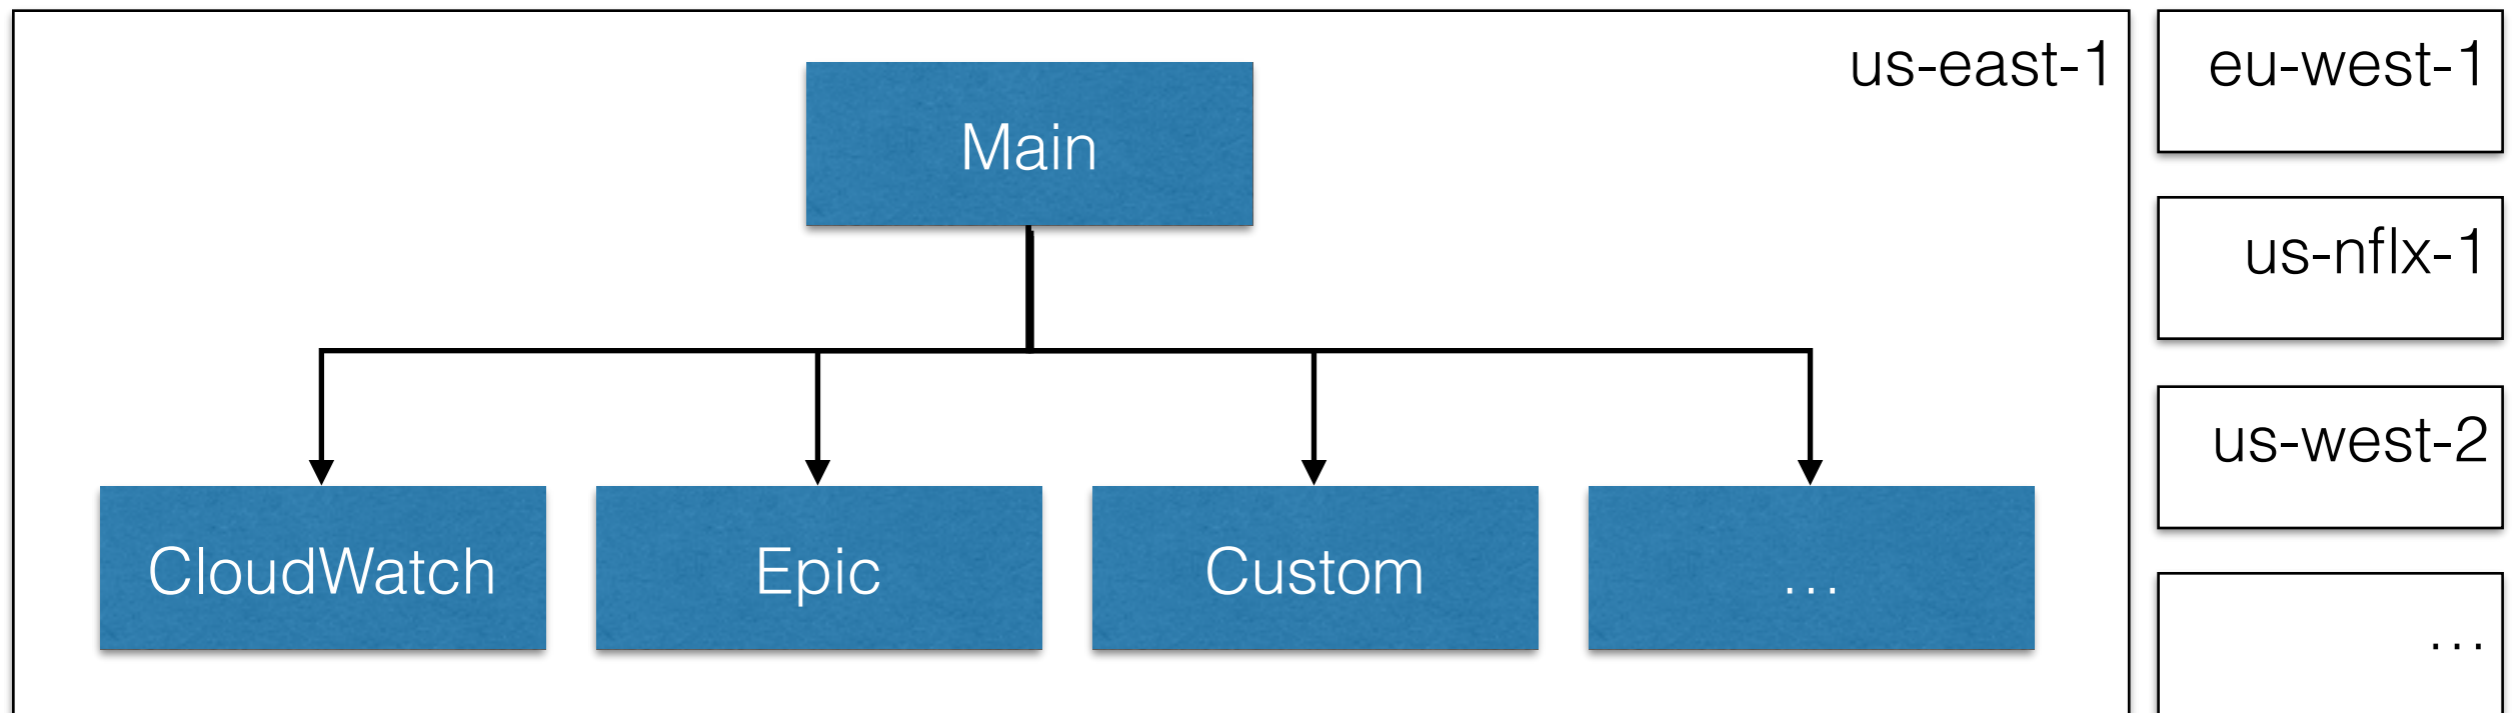 us-east-1
Main
CloudWatch
Epic
Custom
...
eu-west-1
us-nflx-1
us-west-2
...